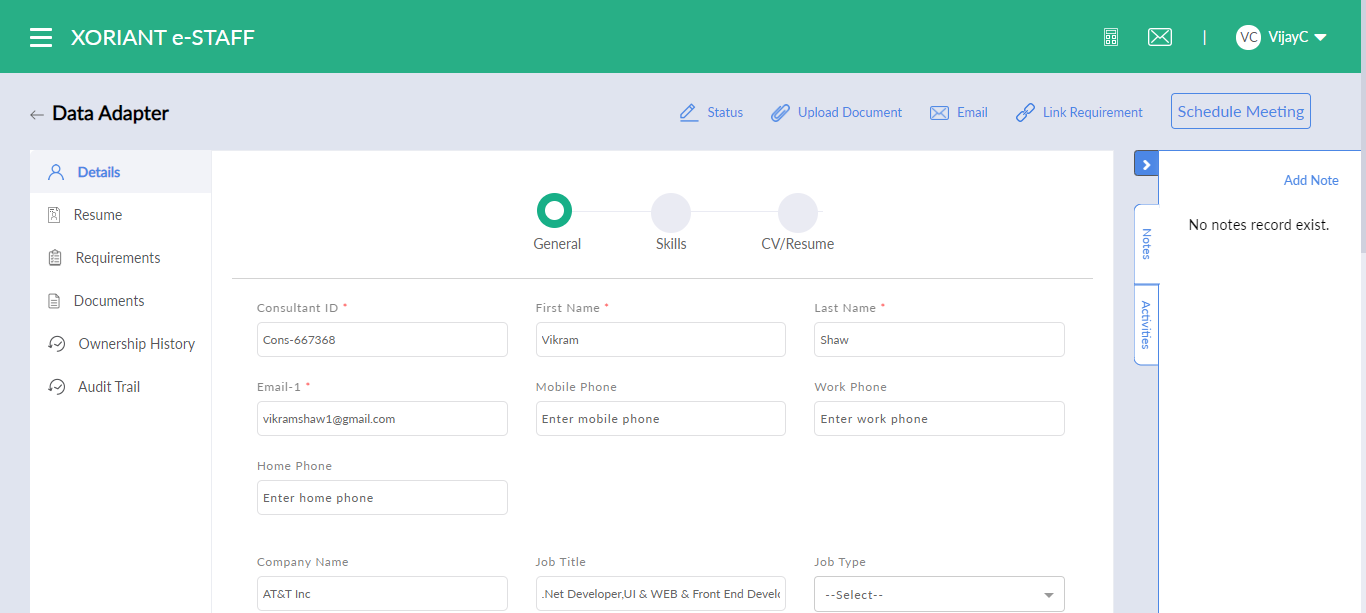 XORIANT e-STAFF
|
VC VijayC
Data Adapter
Status Upload Document Email Link Requirement Schedule Meeting
Details
Resume
Requirements
Documents
Ownership History
Audit Trail
General Skills CV/Resume
Consultant ID * First Name * Last Name *
Cons-667368 Vikram Shaw
Email-1 * Mobile Phone Work Phone
vikramshaw1@gmail.com Enter mobile phone Enter work phone
Home Phone
Enter home phone
Company Name Job Title Job Type
AT&T Inc .Net Developer,UI & WEB & Front End Develo --Select--
Add Note
No notes record exist.
Notes
Activities